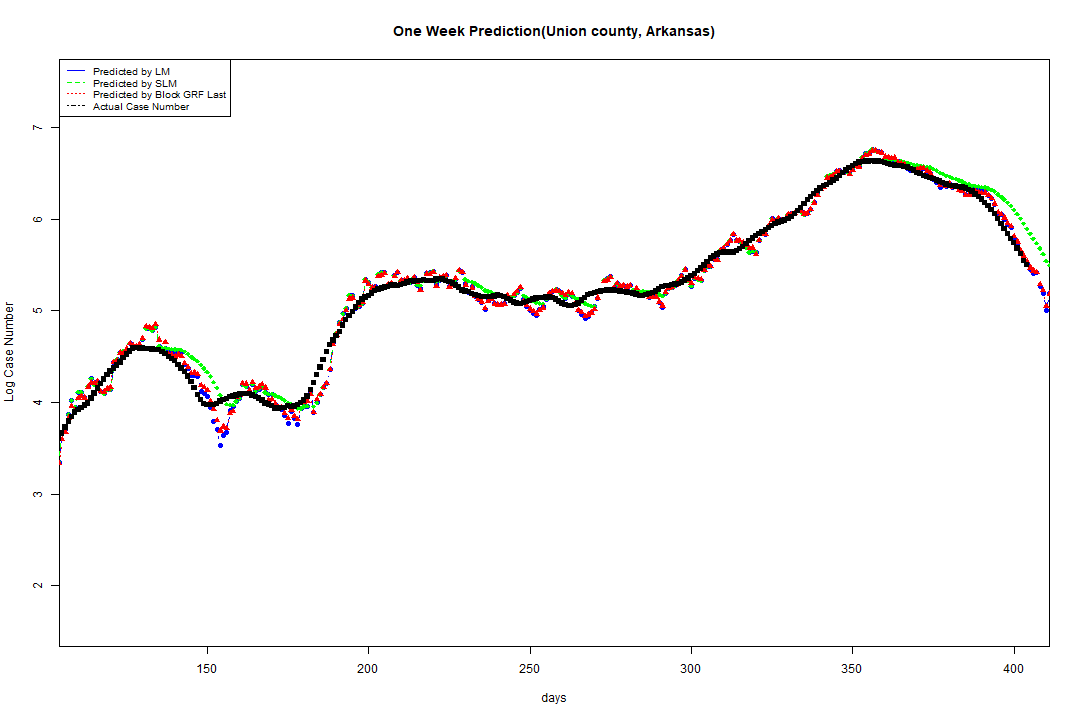 One Week Prediction(Union county, Arkansas)
Predicted by LM
Predicted by SLM
Predicted by Block GRF Last
Actual Case Number
Log Case Number
7
6
5
4
3
2
150 200 250 300 350 400
days